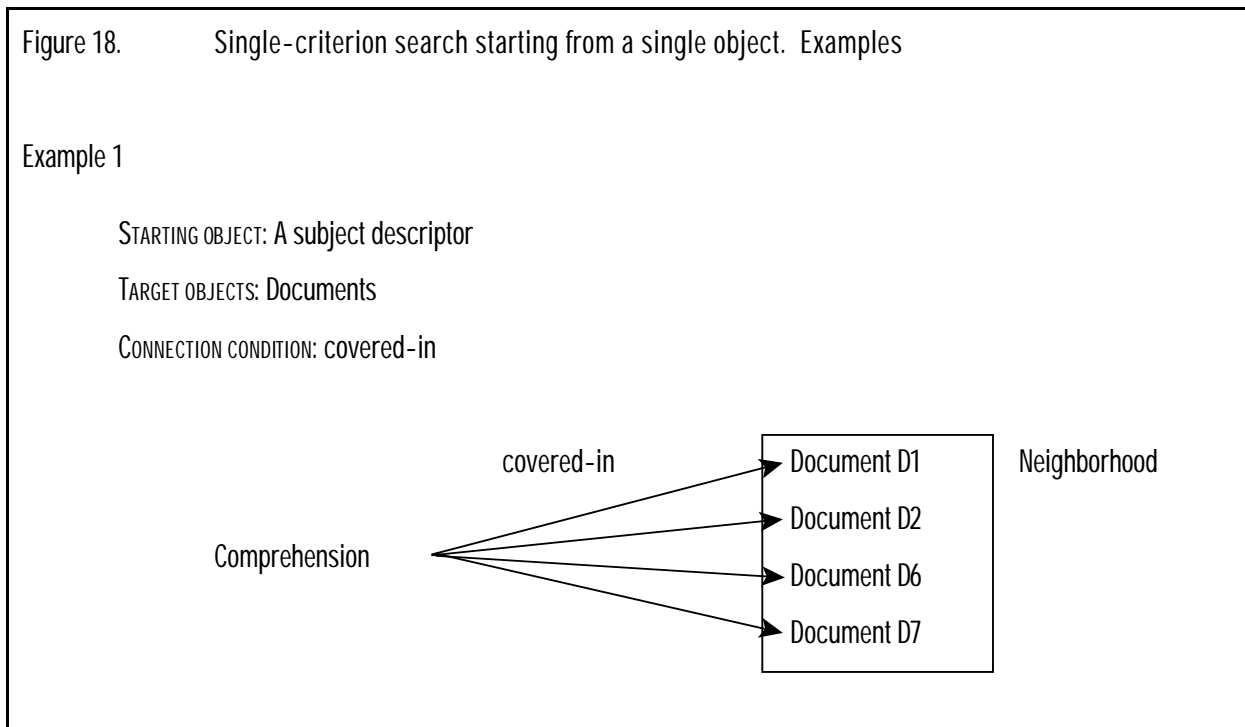 Figure 18. Single-criterion search starting from a single object. Examples
Example 1
STARTING OBJECT: A subject descriptor
TARGET OBJECTS: Documents
CONNECTION CONDITION: covered-in
covered-in Document D1 Neighborhood
Document D2
Comprehension
Document D6
Document D7